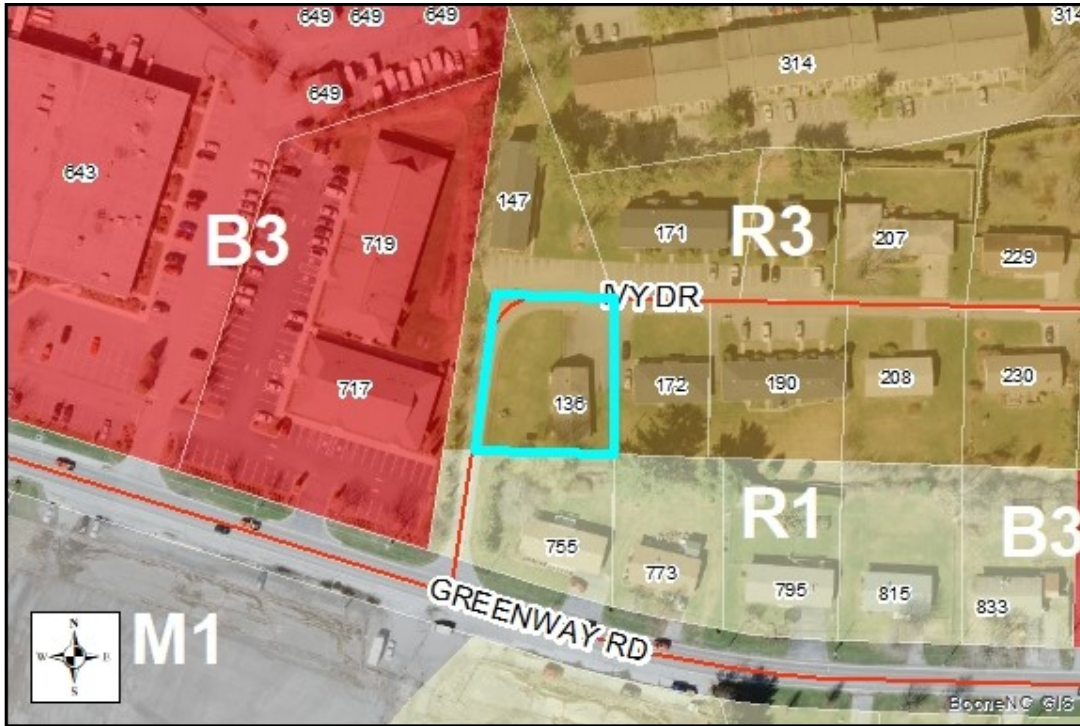 649 649 649
314
649
314
643
147
B3
719
171
R3
207
229
IVY DR
717
136
172
190
208
230
R1
B3
755
773
795
815
833
GREENWAY RD
N
W E
S
M1
BooneNC GIS